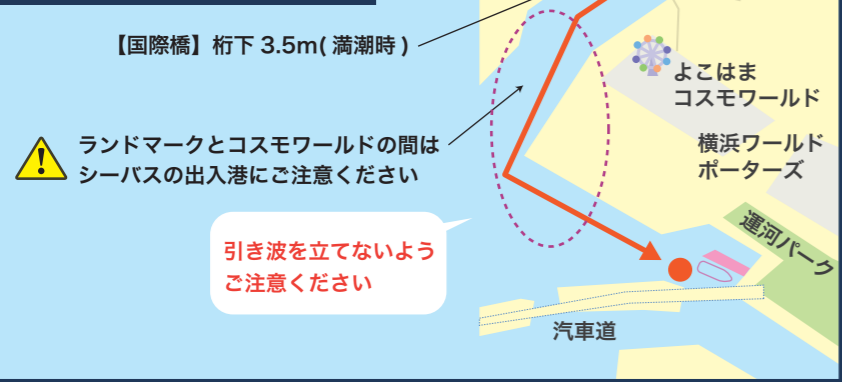 【国際橋】桁下 3.5m( 満潮時 )
よこはま
コスモワールド
ランドマークとコスモワールドの間は
シーバスの出入港にご注意ください
横浜ワールド
ポーターズ
引き波を立てないよう
ご注意ください
運河パーク
汽車道